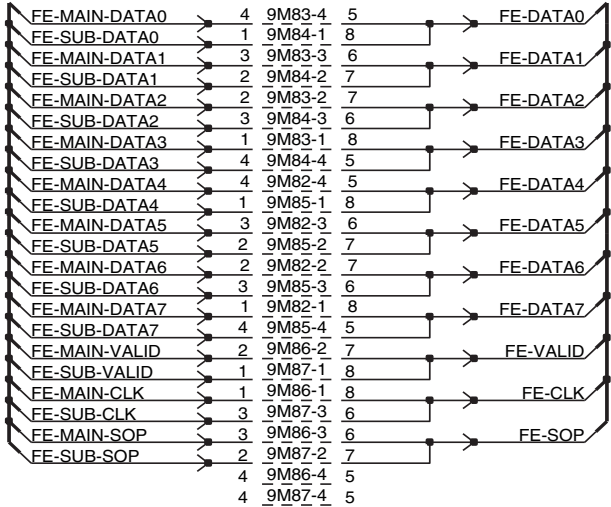 FE-MAIN-DATA0 4 9M83-4 5 FE-DATA0
FE-SUB-DATA0 1 9M84-1 8
FE-MAIN-DATA1 3 9M83-3 6 FE-DATA1
FE-SUB-DATA1 2 9M84-2 7
FE-MAIN-DATA2 2 9M83-2 7 FE-DATA2
FE-SUB-DATA2 3 9M84-3 6
FE-MAIN-DATA3 1 9M83-1 8 FE-DATA3
FE-SUB-DATA3 4 9M84-4 5
FE-MAIN-DATA4 4 9M82-4 5 FE-DATA4
FE-SUB-DATA4 1 9M85-1 8
FE-MAIN-DATA5 3 9M82-3 6 FE-DATA5
FE-SUB-DATA5 2 9M85-2 7
FE-MAIN-DATA6 2 9M82-2 7 FE-DATA6
FE-SUB-DATA6 3 9M85-3 6
FE-MAIN-DATA7 1 9M82-1 8 FE-DATA7
FE-SUB-DATA7 4 9M85-4 5
FE-MAIN-VALID 2 9M86-2 7 FE-VALID
FE-SUB-VALID 1 9M87-1 8
FE-MAIN-CLK 1 9M86-1 8 FE-CLK
FE-SUB-CLK 3 9M87-3 6
FE-MAIN-SOP 3 9M86-3 6 FE-SOP
FE-SUB-SOP 2 9M87-2 7
4 9M86-4 5
4 9M87-4 5